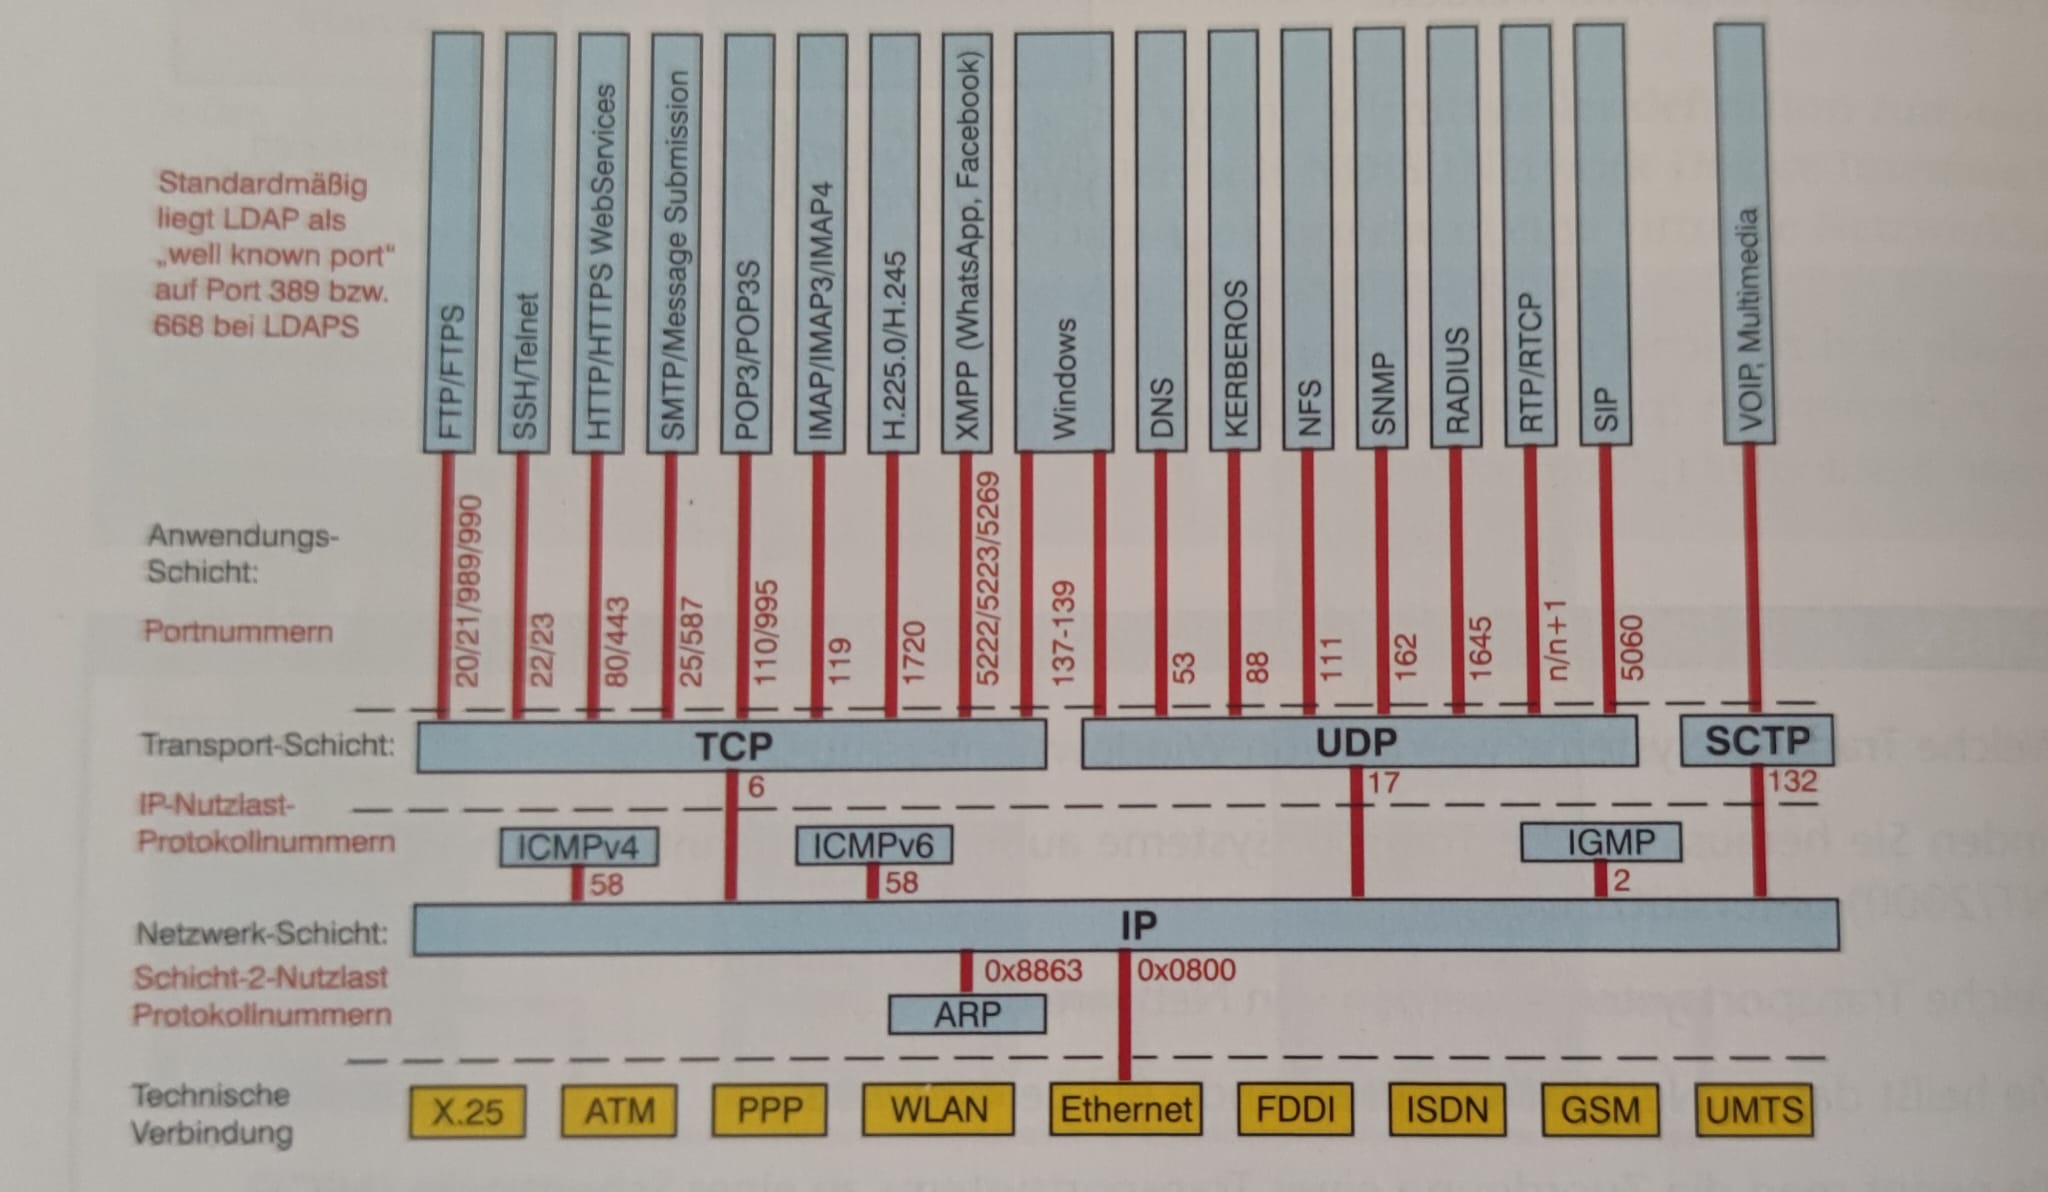 Standardmäßig
liegt LDAP als
„well known port“
auf Port 389 bzw.
668 bei LDAPS
FTP/FTPS
SSH/Telnet
HTTP/HTTPS WebServices
SMTP/Message Submission
POP3/POP3S
IMAP/IMAP3/IMAP4
H.225.0/H.245
XMPP (WhatsApp, Facebook)
Windows
DNS
KERBEROS
NFS
SNMP
RADIUS
RTP/RTCP
SIP
VOIP, Multimedia
Anwendungs-
Schicht:
Portnummern
20/21/989/990
22/23
80/443
25/587
110/995
119
1720
5222/5223/5269
137-139
53
88
111
162
1645
n/n+1
5060
Transport-Schicht:
TCP
UDP
SCTP
IP-Nutzlast-
Protokollnummern
6
17
132
ICMPv4
ICMPv6
IGMP
58
58
2
Netzwerk-Schicht:
IP
Schicht-2-Nutzlast
Protokollnummern
0x8863
0x0800
ARP
Technische
Verbindung
X.25
ATM
PPP
WLAN
Ethernet
FDDI
ISDN
GSM
UMTS